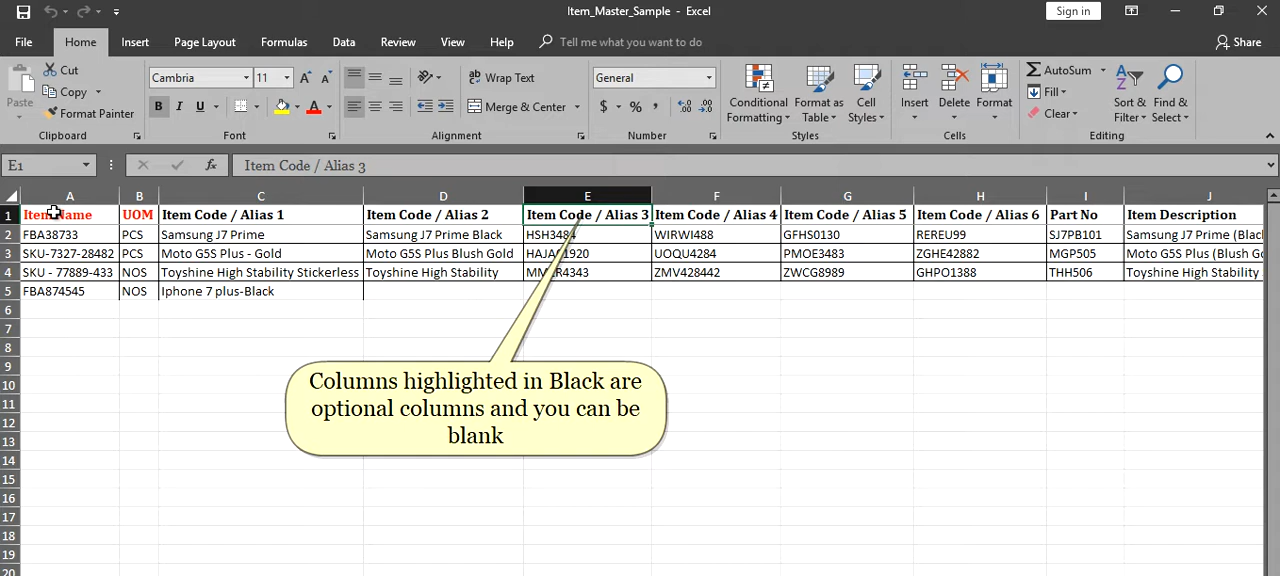 Item_Master_Sample - Excel
Sign in
File Home Insert Page Layout Formulas Data Review View Help Tell me what you want to do Share
Cut
Copy
Format Painter
Paste
Clipboard
Cambria 11
B I U
Font
Wrap Text
Merge & Center
Alignment
General
$ % ,
Number
Conditional
Formatting
Format as
Table
Cell
Styles
Styles
Insert Delete Format
Cells
AutoSum
Fill
Clear
Sort &
Filter
Find &
Select
Editing
E1 fx Item Code / Alias 3
A B C D E F G H I J
1 Item Name UOM Item Code / Alias 1 Item Code / Alias 2 Item Code / Alias 3 Item Code / Alias 4 Item Code / Alias 5 Item Code / Alias 6 Part No Item Description
2 FBA38733 PCS Samsung J7 Prime Samsung J7 Prime Black WIRWI488 GFHS0130 REREU99 SJ7PB101 Samsung J7 Prime (Blac
3 SKU-7327-28482 PCS Moto G5S Plus - Gold Moto G5S Plus Blush Gold UOQU4284 PMOE3483 ZGHE42882 MGP505 Moto G5S Plus (Blush G
4 SKU - 77889-433 NOS Toyshine High Stability Stickerless Toyshine High Stability ZMV428442 ZWCG8989 GHPO1388 THH506 Toyshine High Stability
5 FBA874545 NOS Iphone 7 plus-Black
6
7
8
9
10
11
12
13
14
15
16
17
18
19
20
Columns highlighted in Black are
optional columns and you can be
blank